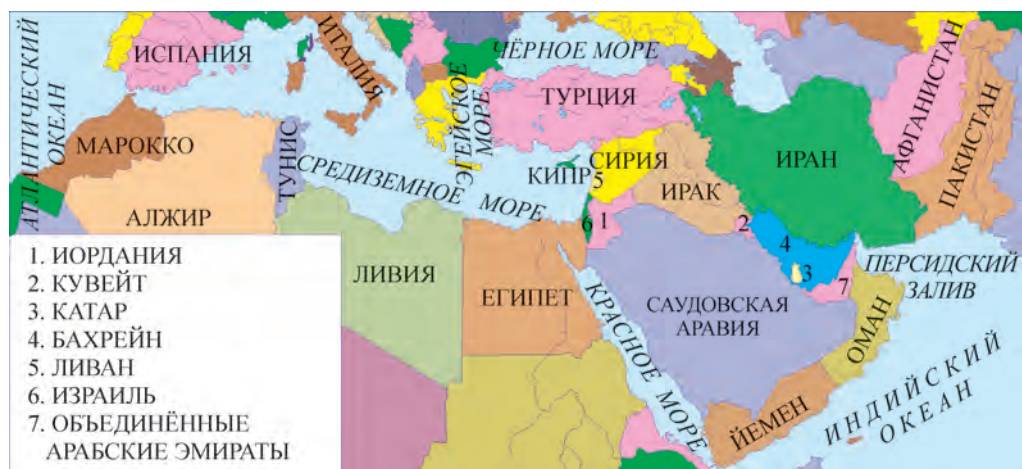 АТЛАНТИЧЕСКИЙ
ОКЕАН
ИСПАНИЯ
ИТАЛИЯ
ЧЁРНОЕ МОРЕ
ЭГЕЙСКОЕ
МОРЕ
ТУРЦИЯ
АФГАНИСТАН
ПАКИСТАН
МАРОККО
ТУНИС
СРЕДИЗЕМНОЕ МОРЕ
КИПР
5
СИРИЯ
ИРАК
ИРАН
АЛЖИР
ЛИВИЯ
ЕГИПЕТ
6
1
2
4
3
7
ПЕРСИДСКИЙ
ЗАЛИВ
КРАСНОЕ МОРЕ
САУДОВСКАЯ
АРАВИЯ
ОМАН
ЙЕМЕН
ИНДИЙСКИЙ
ОКЕАН
1. ИОРДАНИЯ
2. КУВЕЙТ
3. КАТАР
4. БАХРЕЙН
5. ЛИВАН
6. ИЗРАИЛЬ
7. ОБЪЕДИНЁННЫЕ
АРАБСКИЕ ЭМИРАТЫ